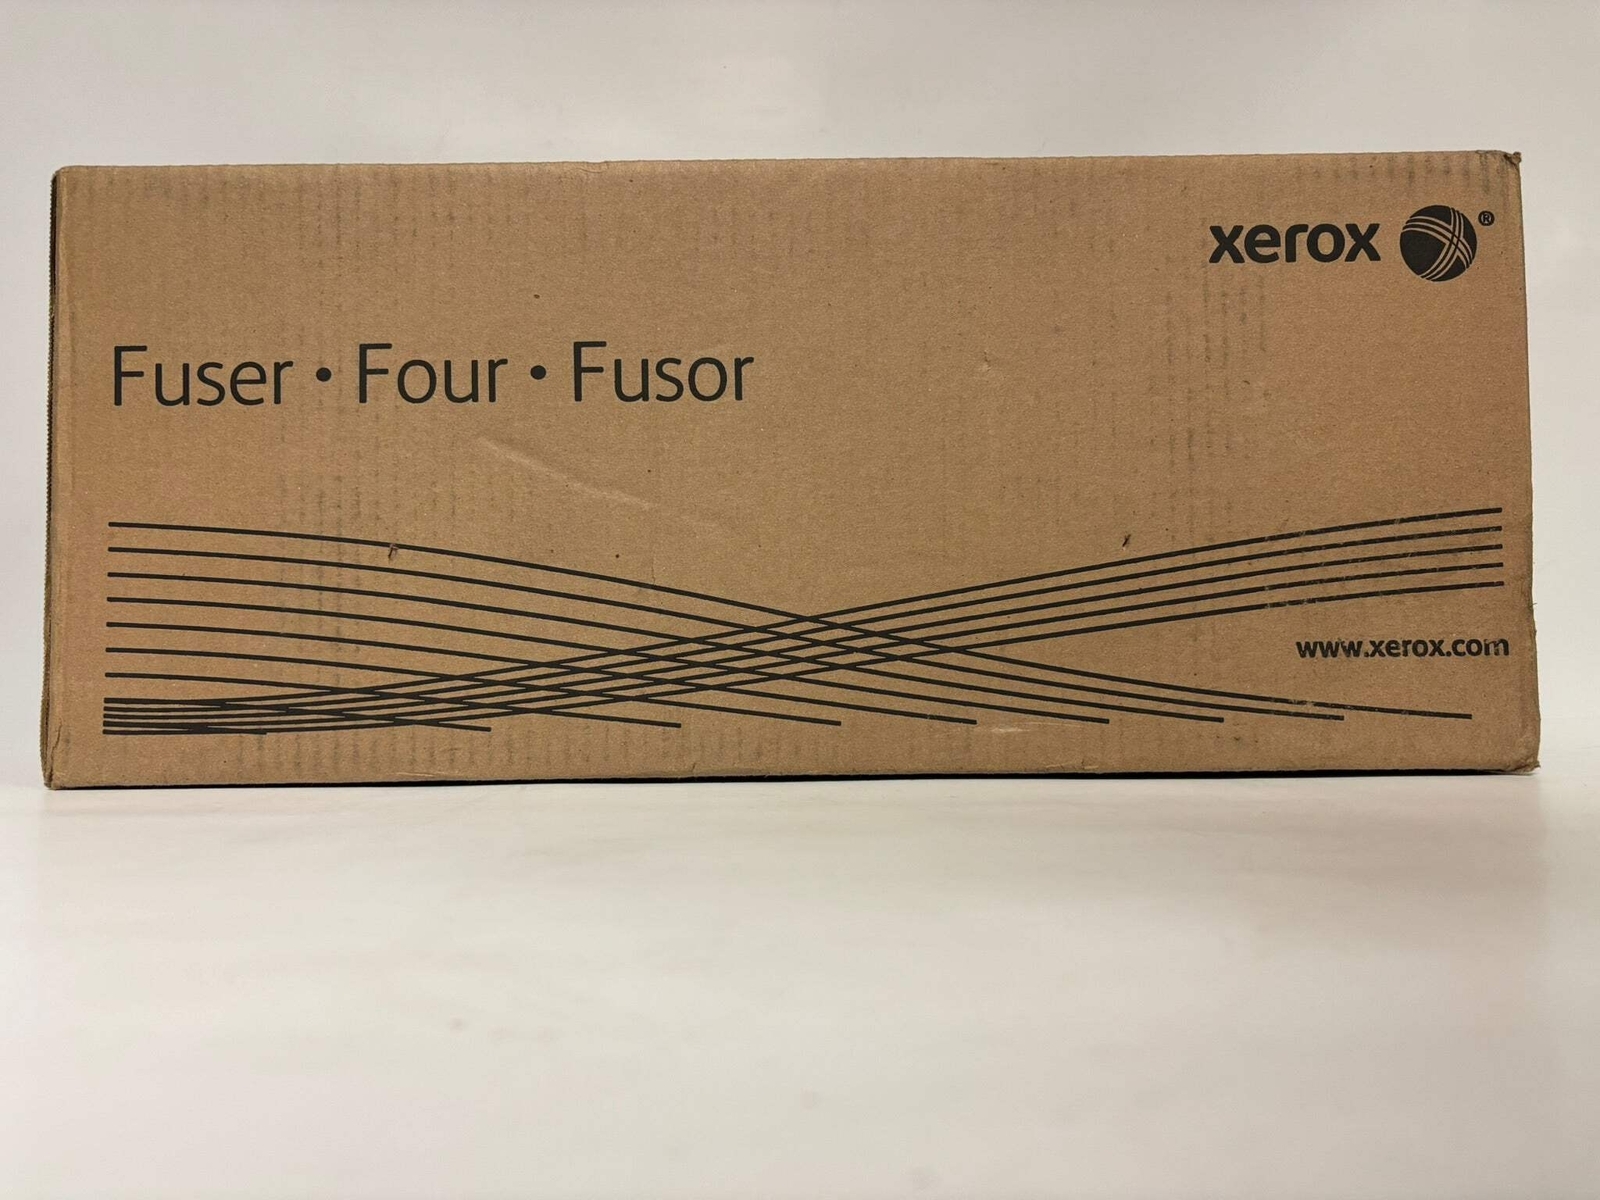 xerox ®
Fuser • Four • Fusor
www.xerox.com